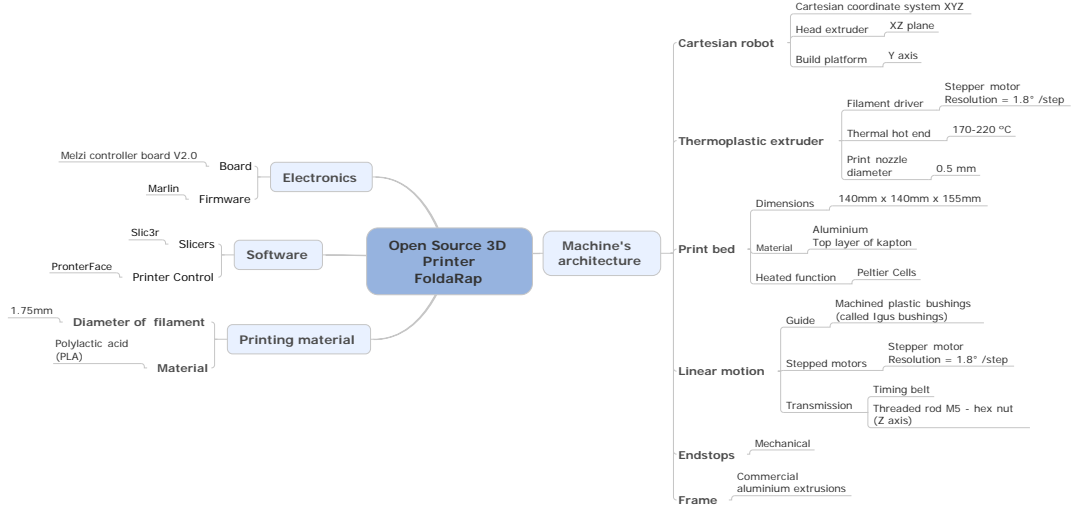 Open Source 3D
Printer
FoldaRap
Electronics
Board
Melzi controller board V2.0
Firmware
Marlin
Software
Slicers
Slic3r
Printer Control
PronterFace
Printing material
Diameter of filament
1.75mm
Material
Polylactic acid
(PLA)
Machine's
architecture
Cartesian robot
Cartesian coordinate system XYZ
Head extruder
XZ plane
Build platform
Y axis
Thermoplastic extruder
Filament driver
Stepper motor
Resolution = 1.8° /step
Thermal hot end
170-220 ºC
Print nozzle
diameter
0.5 mm
Print bed
Dimensions
140mm x 140mm x 155mm
Material
Aluminium
Top layer of kapton
Heated function
Peltier Cells
Linear motion
Guide
Machined plastic bushings
(called Igus bushings)
Stepped motors
Stepper motor
Resolution = 1.8° /step
Transmission
Timing belt
Threaded rod M5 - hex nut
(Z axis)
Endstops
Mechanical
Frame
Commercial
aluminium extrusions